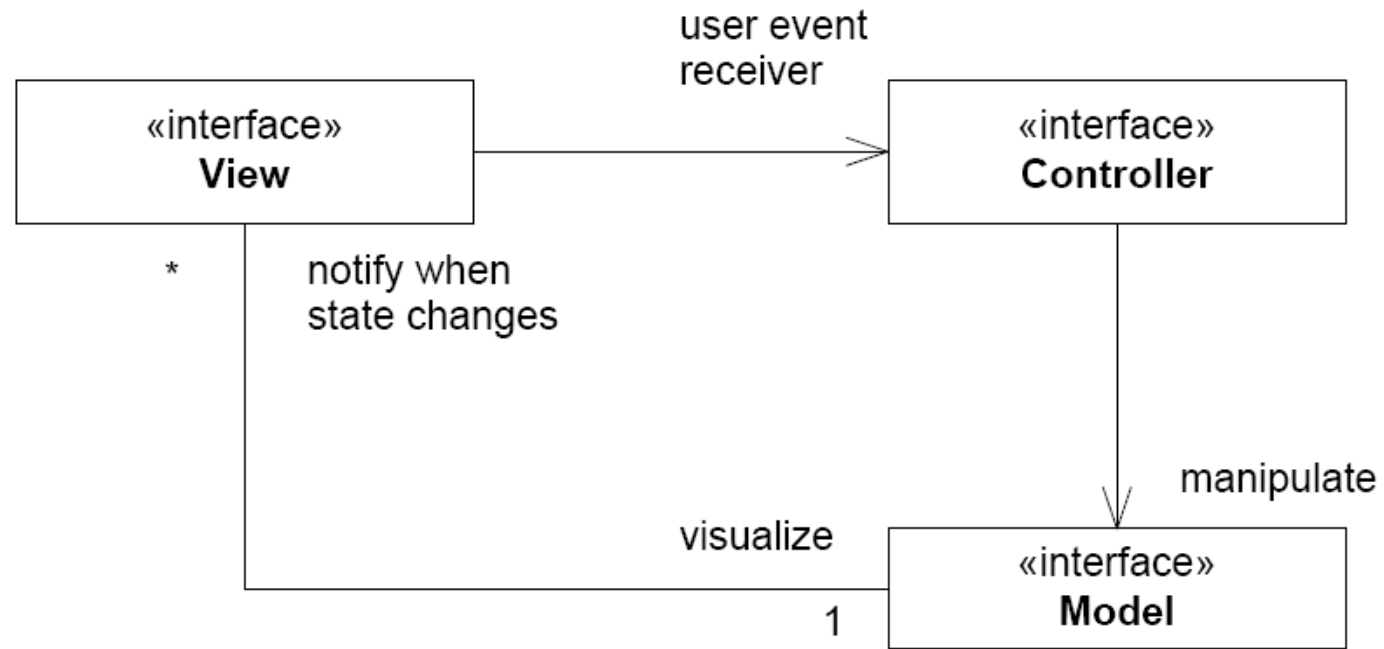 user event
receiver
«interface»
View
«interface»
Controller
*
notify when
state changes
manipulate
visualize
1
«interface»
Model